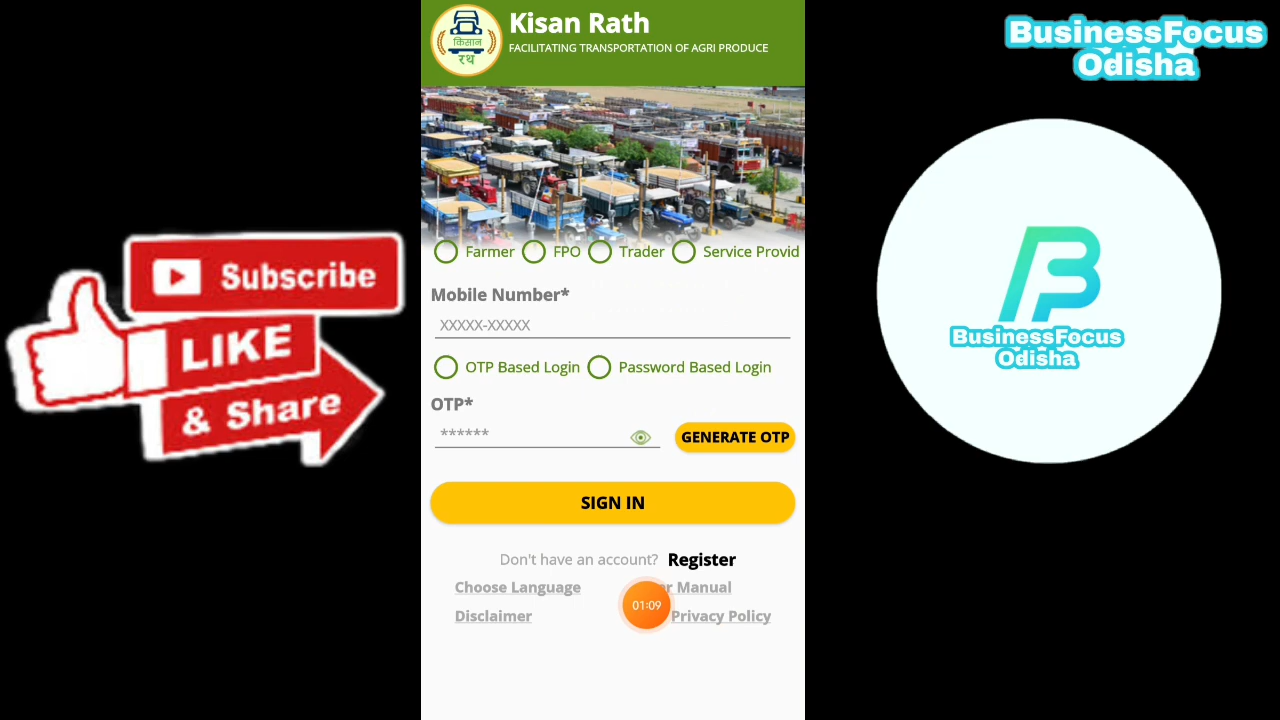 BusinessFocus
Odisha
किसान
रथ
Kisan Rath
FACILITATING TRANSPORTATION OF AGRI PRODUCE
Farmer FPO Trader Service Provid
Mobile Number*
XXXXX-XXXXX
OTP Based Login Password Based Login
OTP*
******
GENERATE OTP
SIGN IN
Don't have an account? Register
Choose Language
r Manual
Disclaimer
01:09
Privacy Policy
Subscribe
LIKE
& Share
BusinessFocus
Odisha